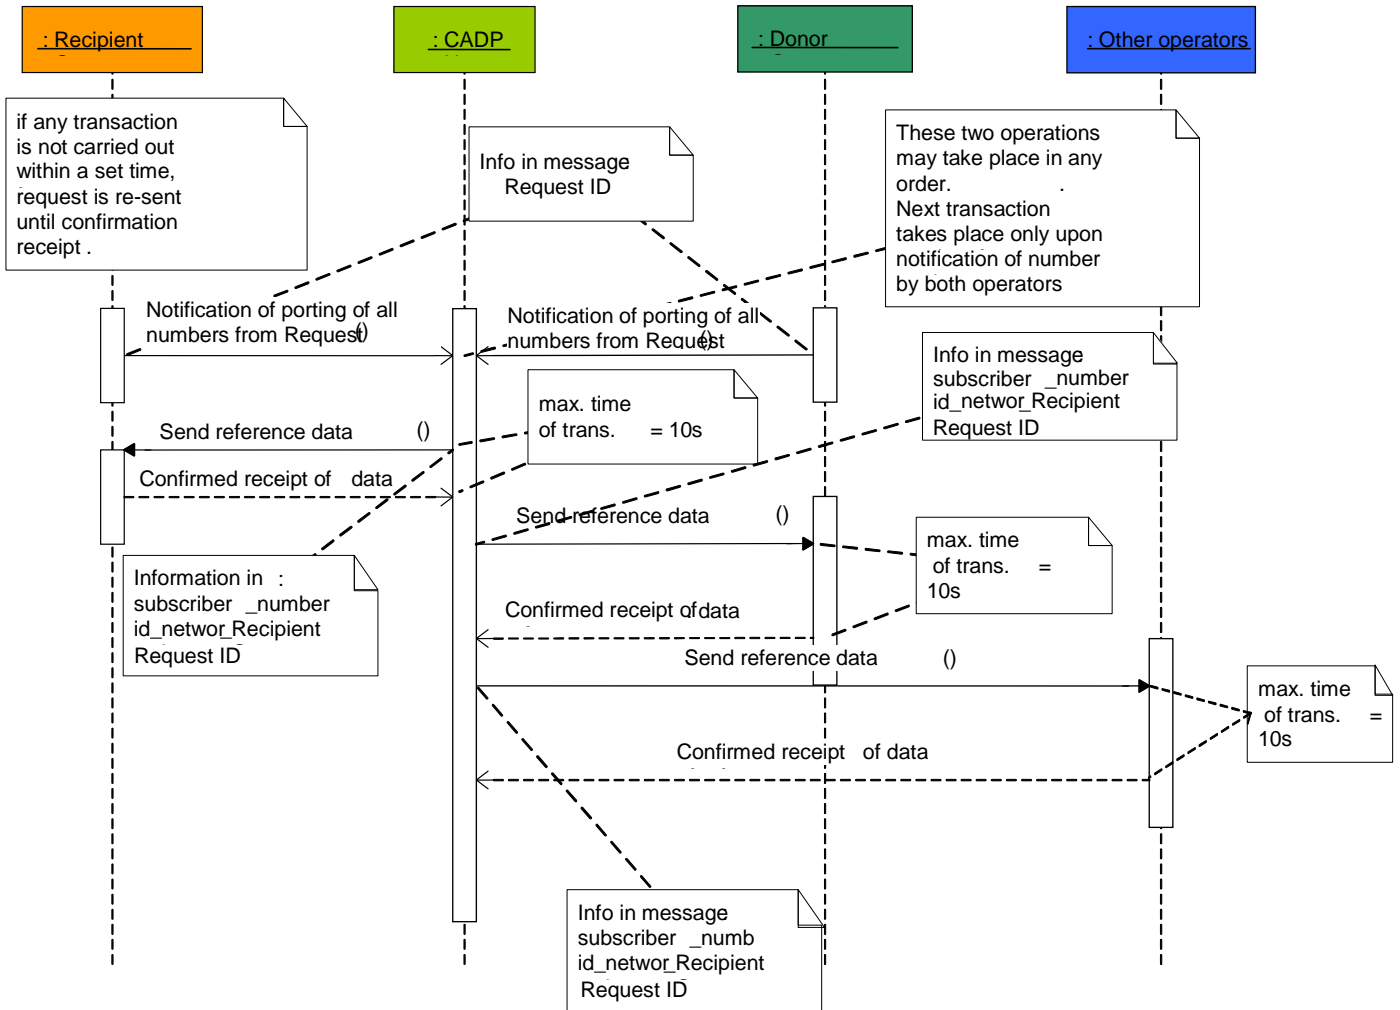 : Recipient
: CADP
: Donor
: Other operators
if any transaction
is not carried out
within a set time,
request is re-sent
until confirmation
receipt .
Info in message
Request ID
These two operations
may take place in any
order. .
Next transaction
takes place only upon
notification of number
by both operators
Notification of porting of all
numbers from Request()
Notification of porting of all
numbers from Request()
Info in message
subscriber _number
id_networ_Recipient
Request ID
max. time
of trans. = 10s
Send reference data ()
Confirmed receipt of data
Send reference data ()
max. time
of trans. =
10s
Information in :
subscriber _number
id_networ_Recipient
Request ID
Confirmed receipt of data
Send reference data ()
max. time
of trans. =
10s
Confirmed receipt of data
Info in message
subscriber _numb
id_networ_Recipient
Request ID